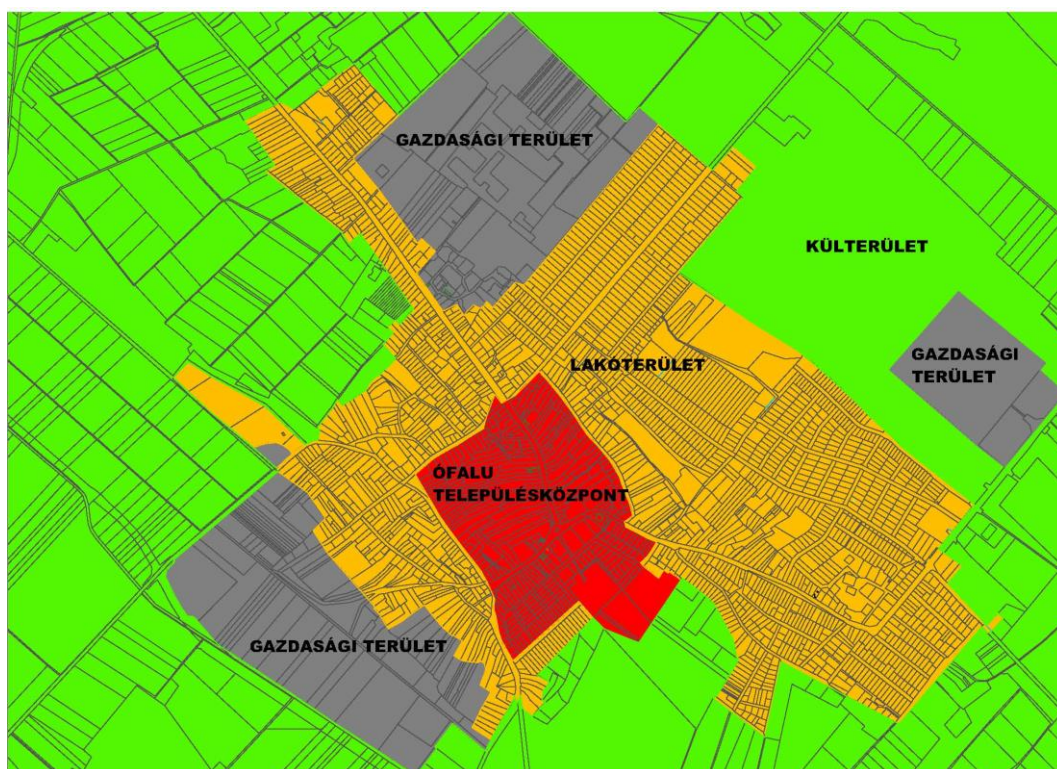 GAZDASÁGI TERÜLET
KÜLTERÜLET
LAKÓTERÜLET
GAZDASÁGI
TERÜLET
ÓFALU
TELEPÜLÉSKÖZPONT
GAZDASÁGI TERÜLET